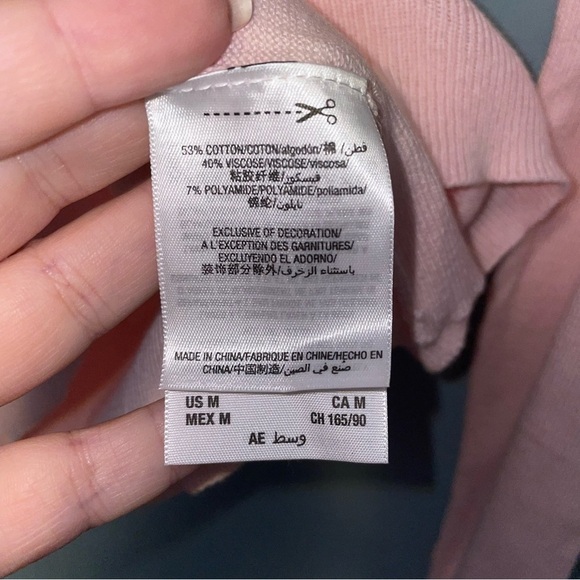 53% COTTON/COTON/algodón/棉/قطن
40% VISCOSE/VISCOSE/viscosa/
粘胶纤维/فيسكوز/
7% POLYAMIDE/POLYAMIDE/poliamida/
锦纶/نايلون/
EXCLUSIVE OF DECORATION/
A L'EXCEPTION DES GARNITURES/
EXCLUYENDO EL ADORNO/
装饰部分除外/باستثناء الزخرف/
MADE IN CHINA/FABRIQUE EN CHINE/HECHO EN
CHINA/中国制造/صُنع في الصين/
US M CA M
MEX M CH 165/90
AE وسط